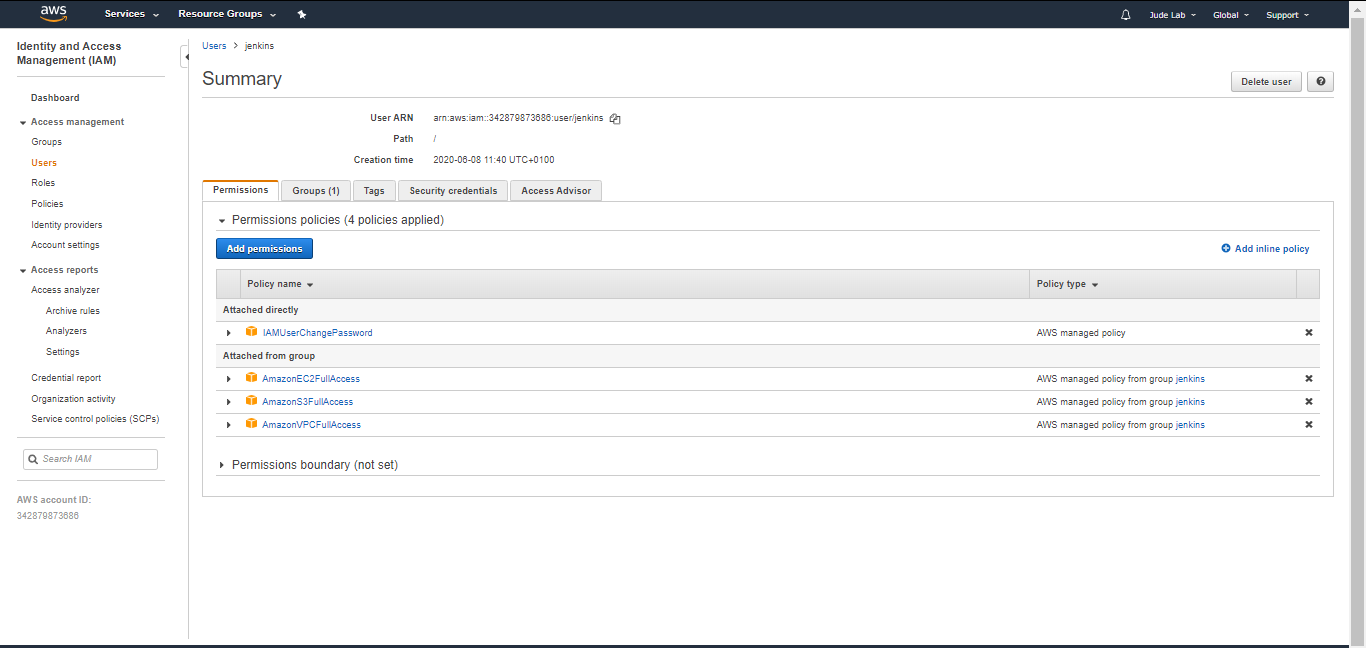 aws Services Resource Groups Jude Lab Global Support
Identity and Access
Management (IAM)
Dashboard
Access management
Groups
Users
Roles
Policies
Identity providers
Account settings
Access reports
Access analyzer
Archive rules
Analyzers
Settings
Credential report
Organization activity
Service control policies (SCPs)
Search IAM
AWS account ID:
342879873686
Users > jenkins
Summary
Delete user ?
User ARN arn:aws:iam::342879873686:user/jenkins
Path /
Creation time 2020-06-08 11:40 UTC+0100
Permissions Groups (1) Tags Security credentials Access Advisor
Permissions policies (4 policies applied)
Add permissions Add inline policy
Policy name Policy type
Attached directly
IAMUserChangePassword AWS managed policy
Attached from group
AmazonEC2FullAccess AWS managed policy from group jenkins
AmazonS3FullAccess AWS managed policy from group jenkins
AmazonVPCFullAccess AWS managed policy from group jenkins
Permissions boundary (not set)